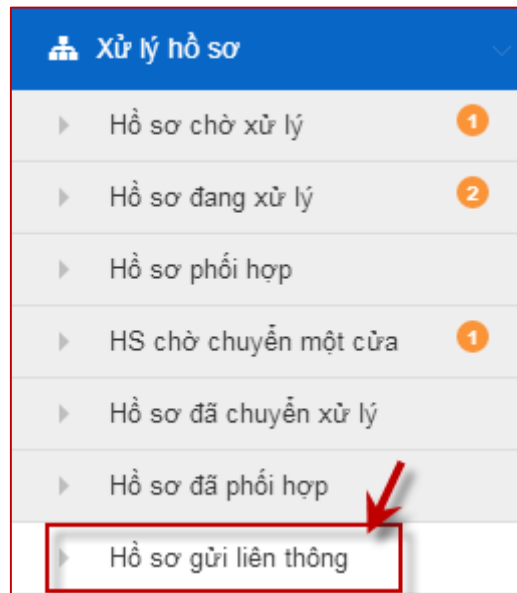 Xử lý hồ sơ
Hồ sơ chờ xử lý 1
Hồ sơ đang xử lý 2
Hồ sơ phối hợp
HS chờ chuyển một cửa 1
Hồ sơ đã chuyển xử lý
Hồ sơ đã phối hợp
Hồ sơ gửi liên thông